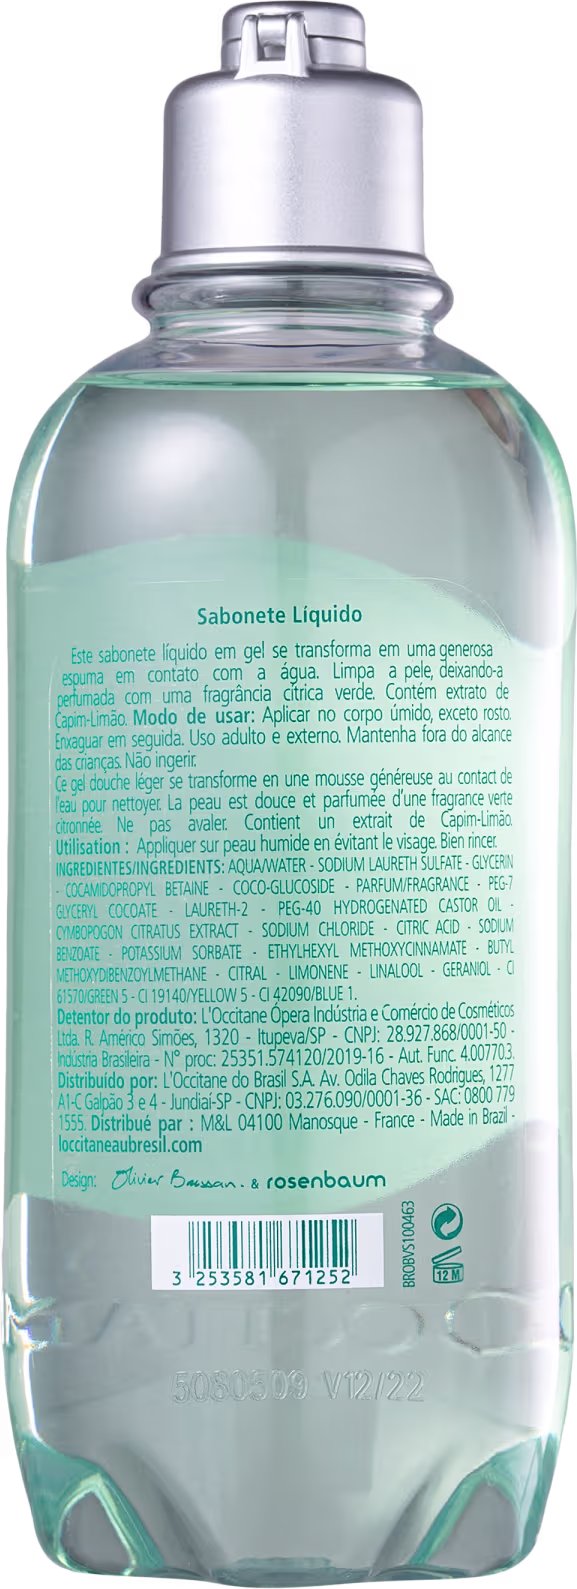 Sabonete Líquido
Este sabonete líquido em gel se transforma em uma generosa
espuma em contato com a água. Limpa a pele, deixando-a
perfumada com uma fragrância cítrica verde. Contém extrato de
Capim-Limão. Modo de usar: Aplicar no corpo úmido, exceto rosto.
Enxaguar em seguida. Uso adulto e externo. Mantenha fora do alcance
das crianças. Não ingerir.
Ce gel douche léger se transforme en une mousse généreuse au contact de
l'eau pour nettoyer. La peau est douce et parfumée d'une fragrance verte
citronnée. Ne pas avaler. Contient un extrait de Capim-Limão.
Utilisation : Appliquer sur peau humide en évitant le visage. Bien rincer.
INGREDIENTES/INGREDIENTS: AQUA/WATER - SODIUM LAURETH SULFATE - GLYCERIN
- COCAMIDOPROPYL BETAINE - COCO-GLUCOSIDE - PARFUM/FRAGRANCE - PEG-7
GLYCERYL COCOATE - LAURETH-2 - PEG-40 HYDROGENATED CASTOR OIL -
CYMBOPOGON CITRATUS EXTRACT - SODIUM CHLORIDE - CITRIC ACID - SODIUM
BENZOATE - POTASSIUM SORBATE - ETHYLHEXYL METHOXYCINNAMATE - BUTYL
METHOXYDIBENZOYLMETHANE - CITRAL - LIMONENE - LINALOOL - GERANIOL - CI
61570/GREEN 5 - CI 19140/YELLOW 5 - CI 42090/BLUE 1.
Detentor do produto: L'Occitane Ópera Indústria e Comércio de Cosméticos
Ltda. R. Américo Simões, 1320 - Itupeva/SP - CNPJ: 28.927.868/0001-50 -
Indústria Brasileira - N° proc: 25351.574120/2019-16 - Aut. Func. 4.00770.3.
Distribuído por: L'Occitane do Brasil S.A. Av. Odila Chaves Rodrigues, 1277
A1-C Galpão 3 e 4 - Jundiaí-SP - CNPJ: 03.276.090/0001-36 - SAC: 0800 779
1555. Distribué par : M&L 04100 Manosque - France - Made in Brazil -
loccitaneaubresil.com
Design: Olivier Baussan. & rosenbaum
BROBVS100463
12 M
3 253581 671252
5080509 V12/22